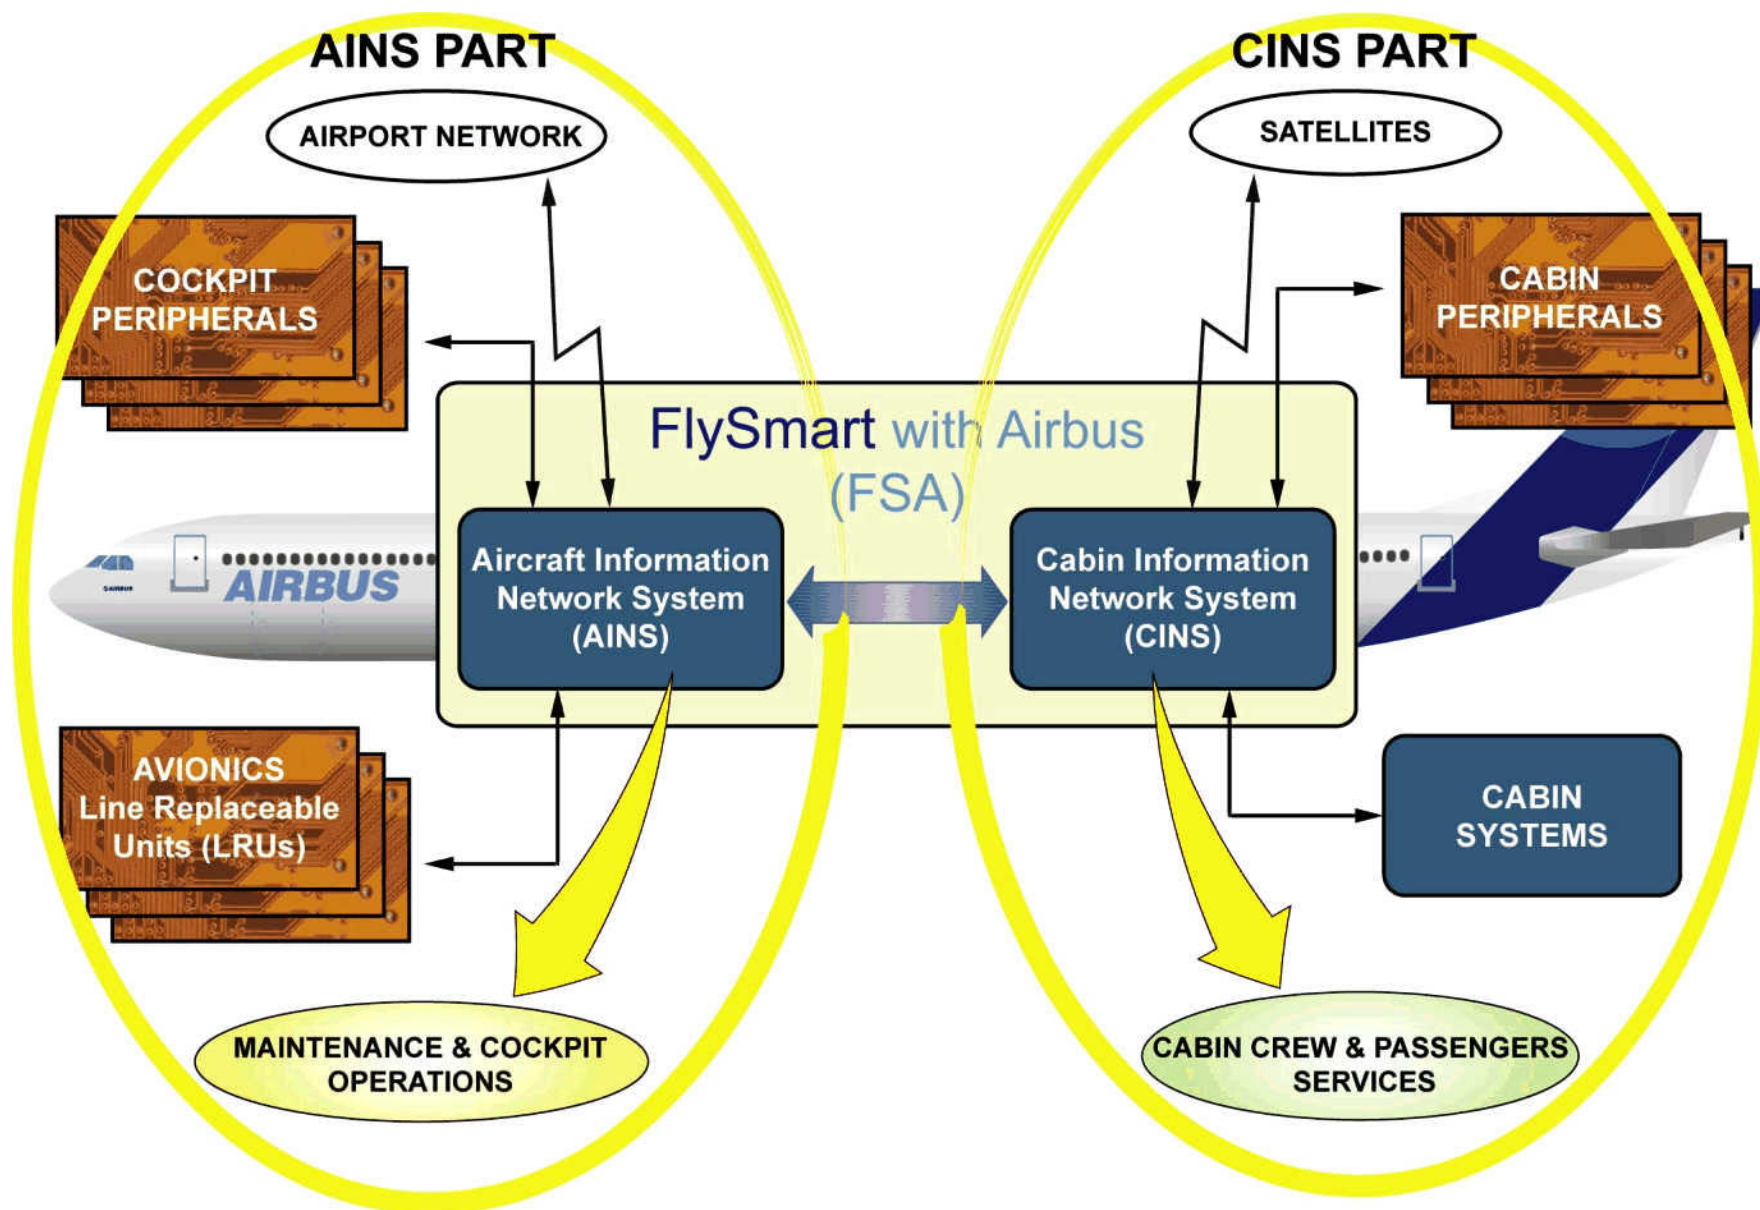 AINS PART
CINS PART
AIRPORT NETWORK
SATELLITES
COCKPIT
PERIPHERALS
CABIN
PERIPHERALS
FlySmart with Airbus
(FSA)
Aircraft Information
Network System
(AINS)
Cabin Information
Network System
(CINS)
AIRBUS
AIRBUS
AVIONICS
Line Replaceable
Units (LRUs)
CABIN
SYSTEMS
MAINTENANCE & COCKPIT
OPERATIONS
CABIN CREW & PASSENGERS
SERVICES